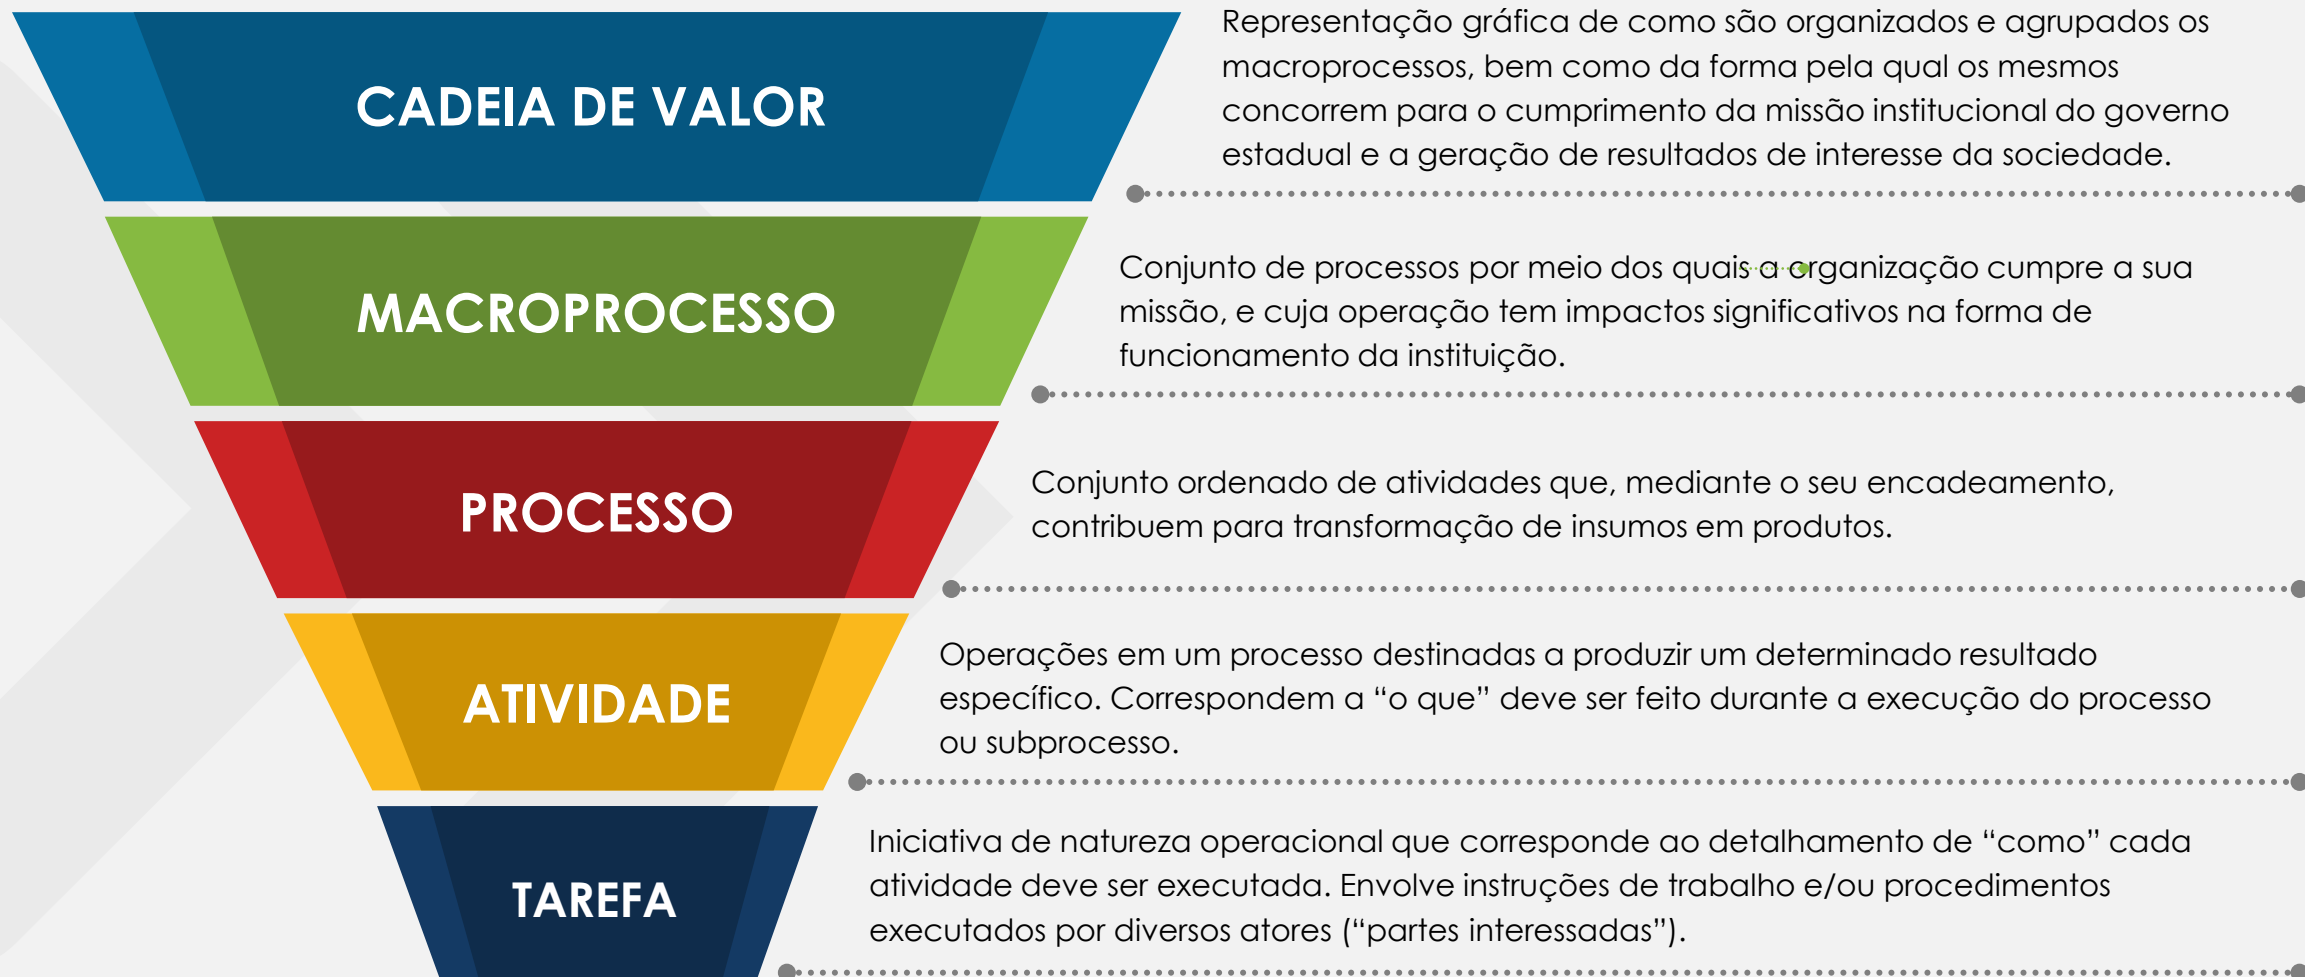 CADEIA DE VALOR
Representação gráfica de como são organizados e agrupados os
macroprocessos, bem como da forma pela qual os mesmos
concorrem para o cumprimento da missão institucional do governo
estadual e a geração de resultados de interesse da sociedade.
MACROPROCESSO
Conjunto de processos por meio dos quais a organização cumpre a sua
missão, e cuja operação tem impactos significativos na forma de
funcionamento da instituição.
PROCESSO
Conjunto ordenado de atividades que, mediante o seu encadeamento,
contribuem para transformação de insumos em produtos.
ATIVIDADE
Operações em um processo destinadas a produzir um determinado resultado
específico. Correspondem a “o que” deve ser feito durante a execução do processo
ou subprocesso.
TAREFA
Iniciativa de natureza operacional que corresponde ao detalhamento de “como” cada
atividade deve ser executada. Envolve instruções de trabalho e/ou procedimentos
executados por diversos atores (“partes interessadas”).